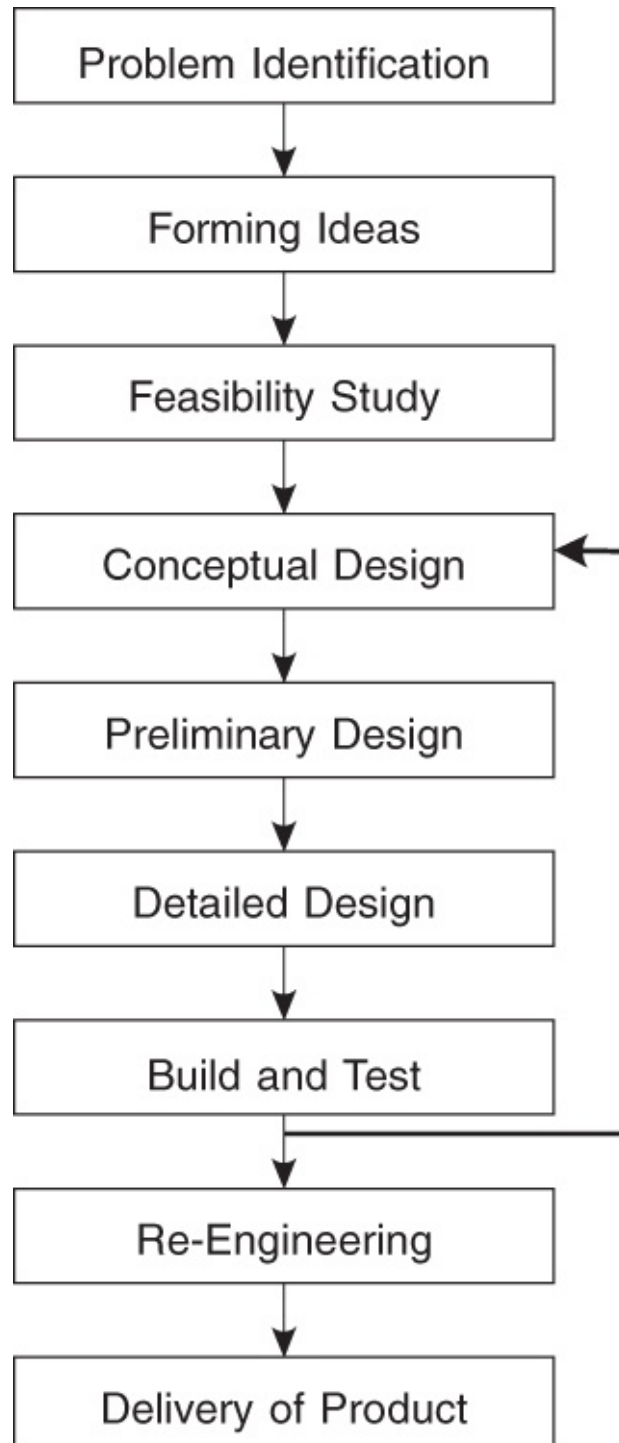 Problem Identification
Forming Ideas
Feasibility Study
Conceptual Design
Preliminary Design
Detailed Design
Build and Test
Re-Engineering
Delivery of Product